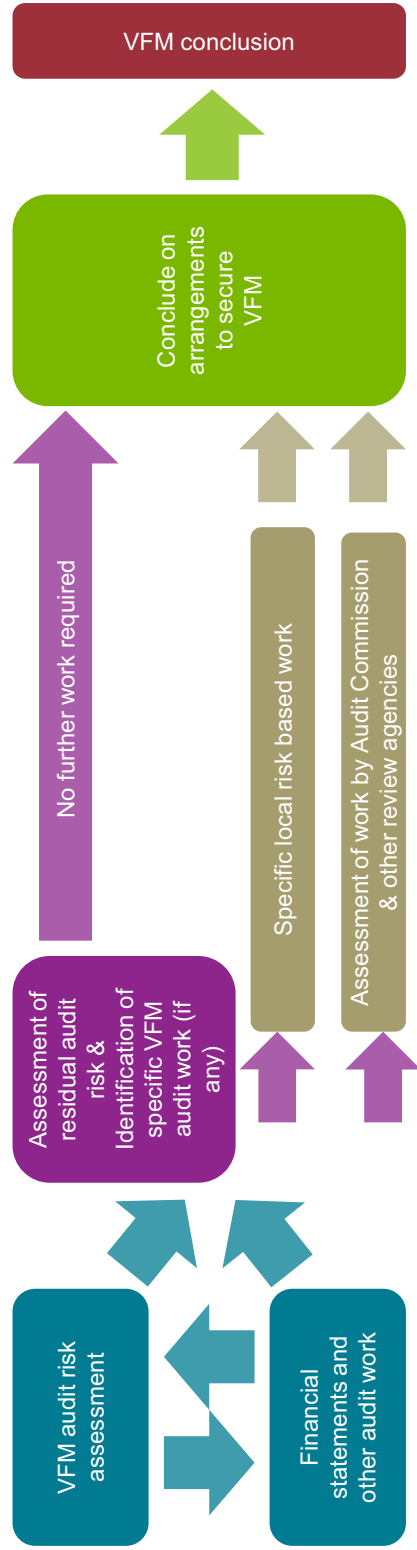 VFM audit risk
assessment
Financial
statements and
other audit work
Assessment of
residual audit
risk &
Identification of
specific VFM
audit work (if
any)
No further work required
Specific local risk based work
Assessment of work by Audit Commission
& other review agencies
Conclude on
arrangements
to secure
VFM
VFM conclusion